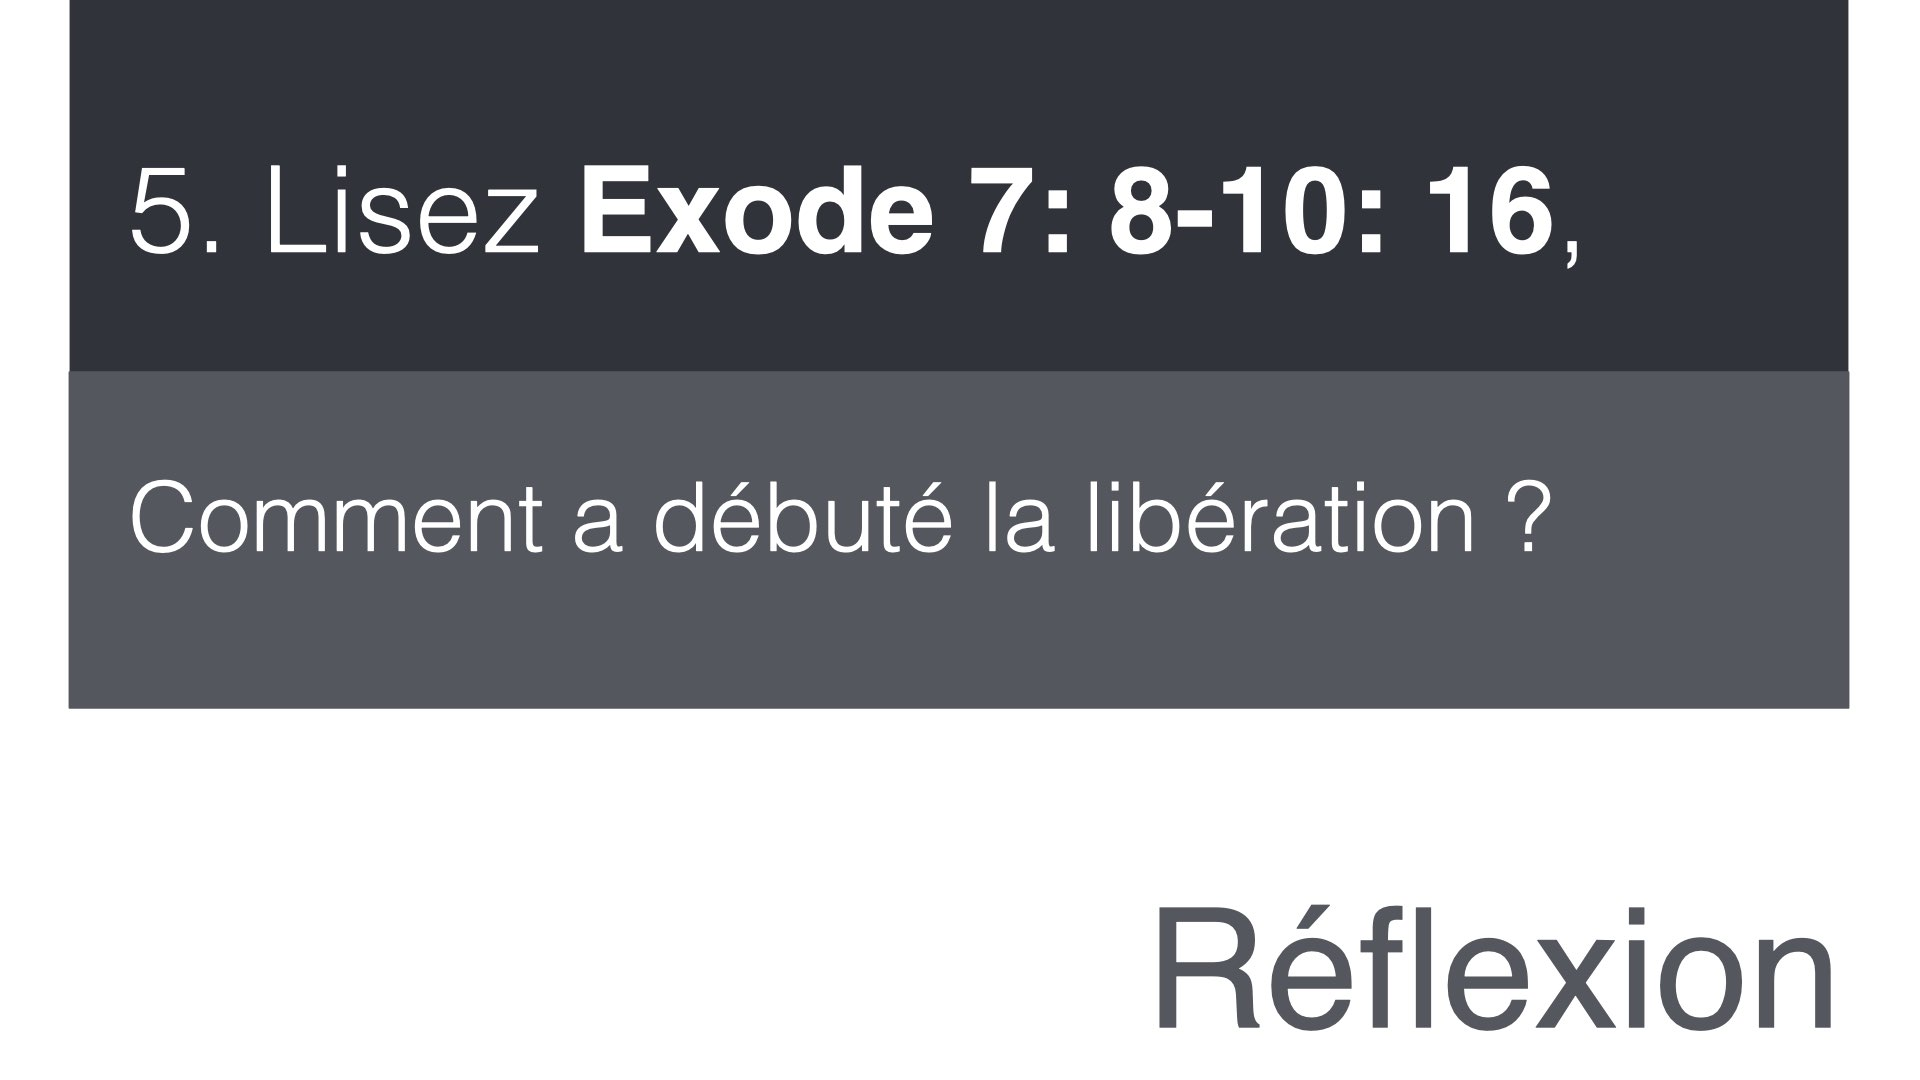 5. Lisez Exode 7: 8-10: 16,
Comment a débuté la libération ?
Réflexion